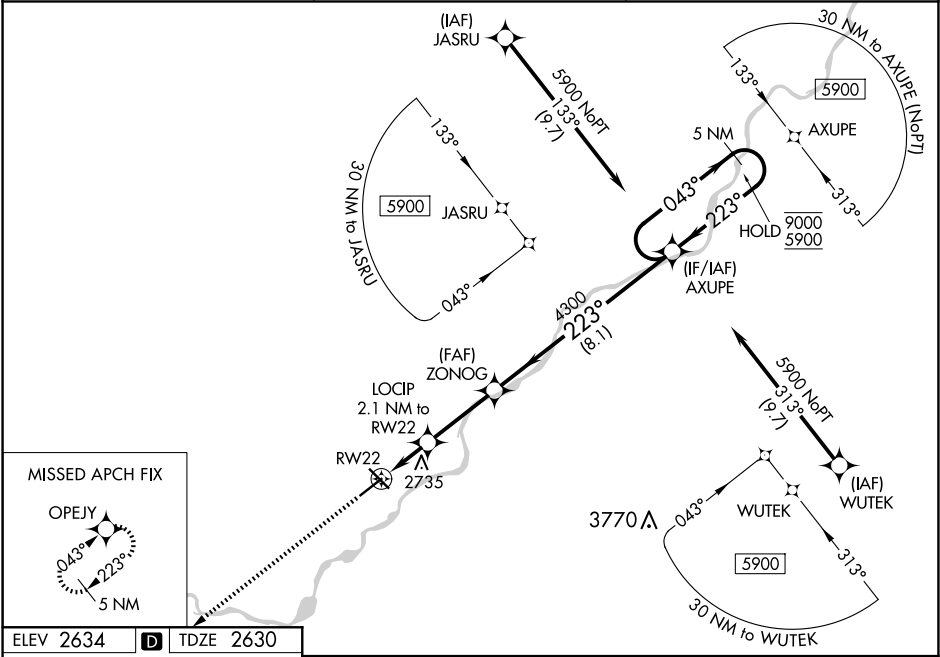 (IAF)
JASRU
5900 NoPT
133°
(9.7)
30 NM to AXUPE (NoPT)
133°
5900
AXUPE
313°
5 NM
043°
223°
HOLD 9000
5900
(IF/IAF)
AXUPE
30 NM to JASRU
133°
5900
JASRU
043°
4300
223°
(8.1)
(FAF)
ZONOG
LOCIP
2.1 NM to
RW22
RW22
2735
5900 NoPT
313°
(9.7)
(IAF)
WUTEK
3770
043°
WUTEK
313°
5900
30 NM to WUTEK
MISSED APCH FIX
OPEJY
043°
223°
5 NM
ELEV 2634 D TDZE 2630